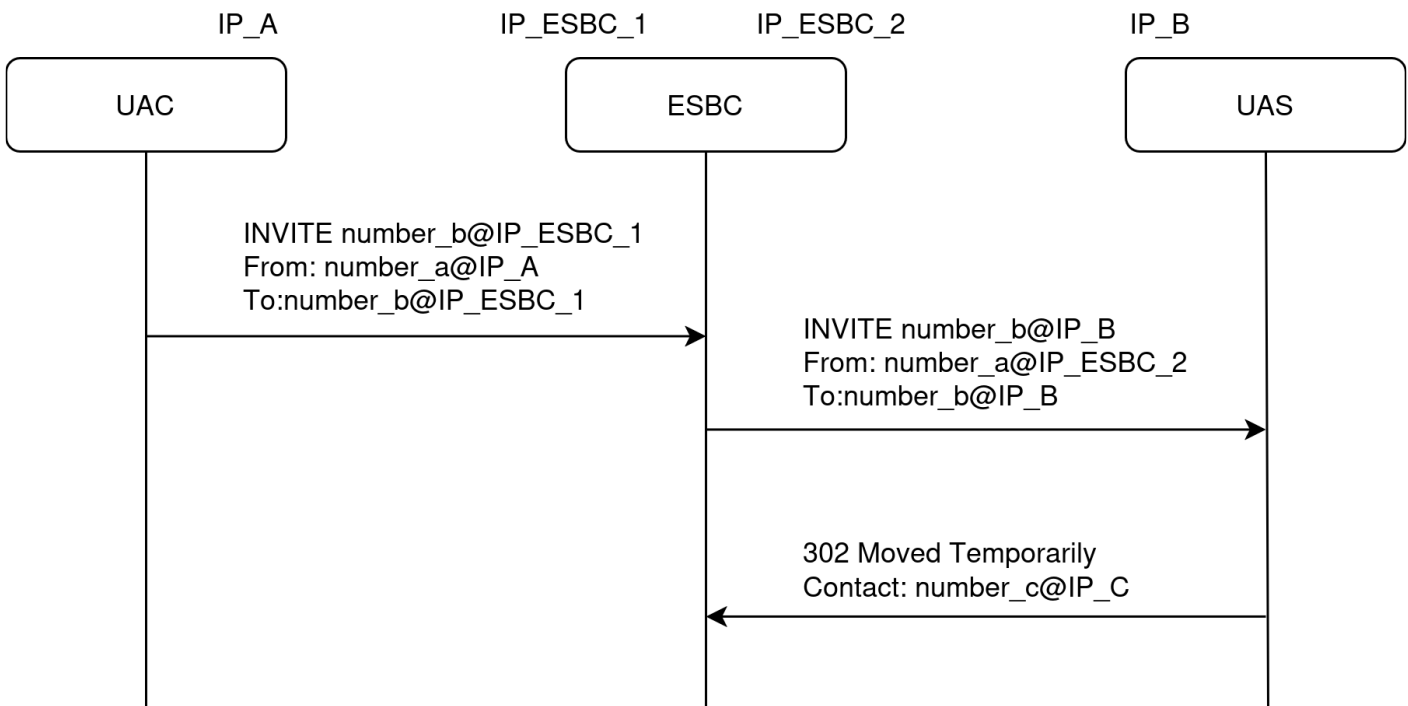 IP_A
IP_ESBC_1
IP_ESBC_2
IP_B
UAC
ESBC
UAS
INVITE number_b@IP_ESBC_1
From: number_a@IP_A
To:number_b@IP_ESBC_1
INVITE number_b@IP_B
From: number_a@IP_ESBC_2
To:number_b@IP_B
302 Moved Temporarily
Contact: number_c@IP_C